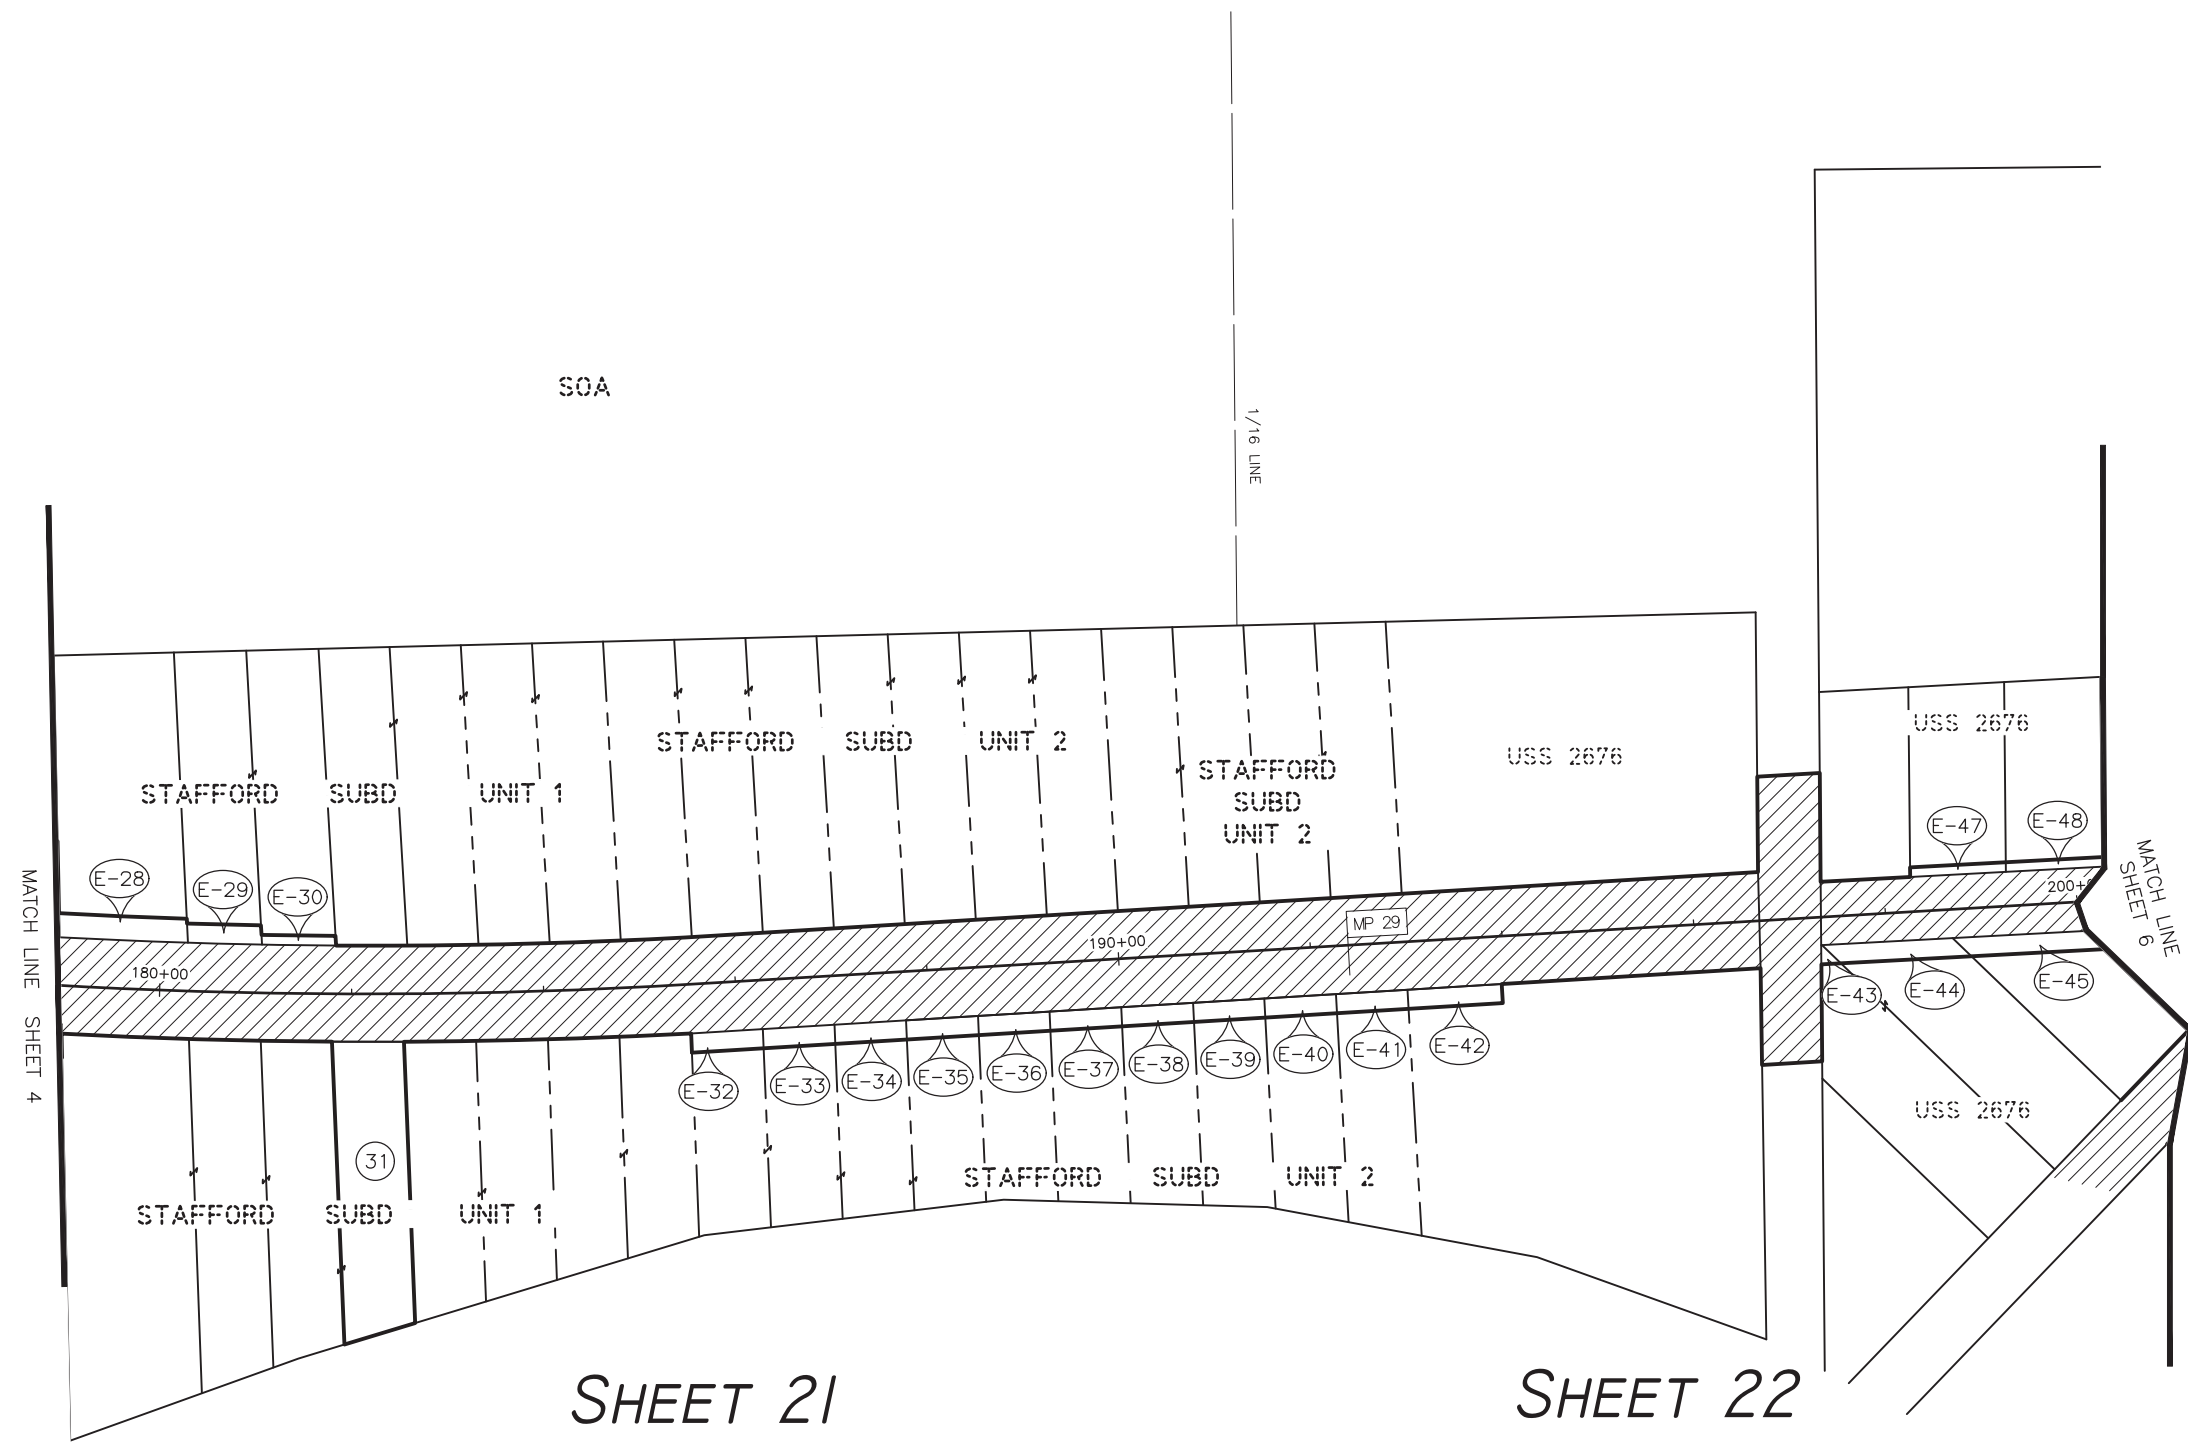 SOA
1/16 LINE
USS 2676
STAFFORD SUBD UNIT 2
USS 2676
STAFFORD
SUBD
UNIT 2
STAFFORD SUBD UNIT 1
E-47
E-48
E-28
E-29
E-30
200+
MP 29
190+00
180+00
MATCH LINE SHEET 4
MATCH LINE
SHEET 6
E-43
E-44
E-45
E-32
E-33
E-34
E-35
E-36
E-37
E-38
E-39
E-40
E-41
E-42
USS 2676
31
STAFFORD SUBD UNIT 2
STAFFORD SUBD UNIT 1
SHEET 21
SHEET 22